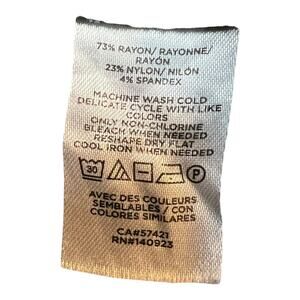 73% RAYON/ RAYONNE/
RAYÓN
23% NYLON/ NILÓN
4% SPANDEX
MACHINE WASH COLD
DELICATE CYCLE WITH LIKE
COLORS
ONLY NON-CHLORINE
BLEACH WHEN NEEDED
RESHAPE DRY FLAT
COOL IRON WHEN NEEDED
30
P
AVEC DES COULEURS
SEMBLABLES / CON
COLORES SIMILARES
CA#57421
RN#140923